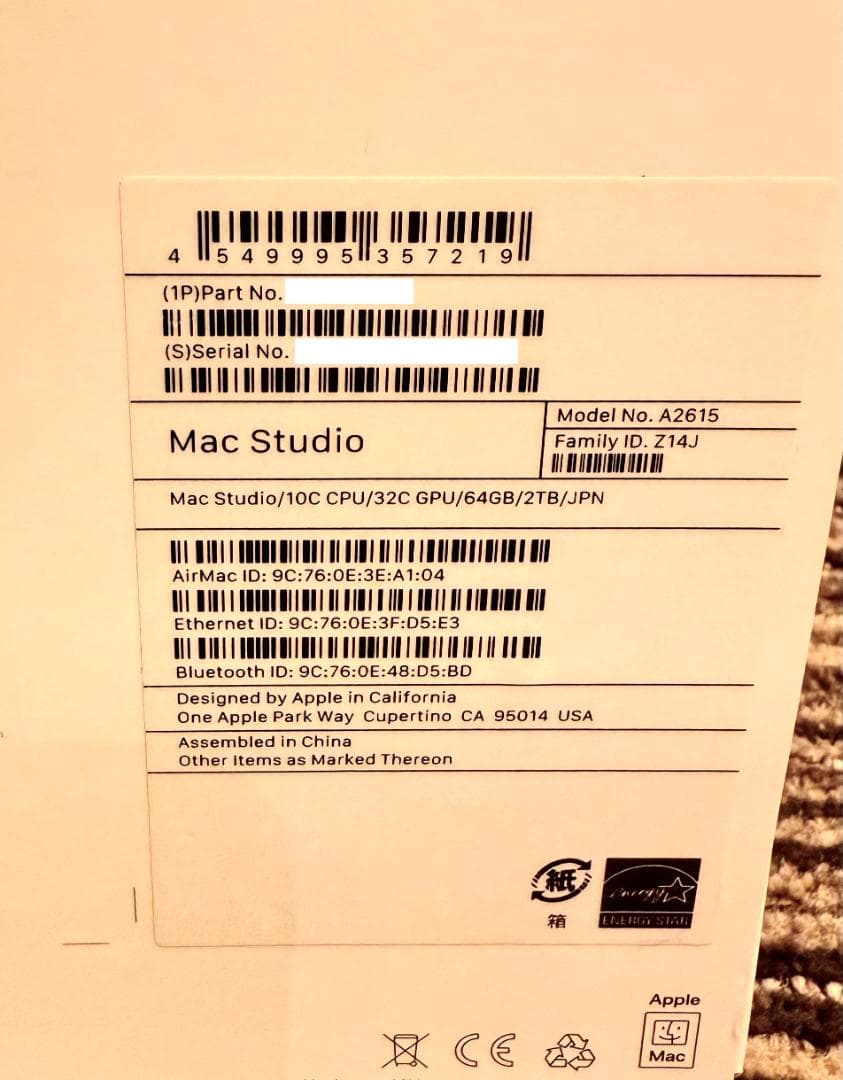 4 549995 357219
(1P)Part No.
(S)Serial No.
Mac Studio
Model No. A2615
Family ID. Z14J
Mac Studio/10C CPU/32C GPU/64GB/2TB/JPN
AirMac ID: 9C:76:0E:3E:A1:04
Ethernet ID: 9C:76:0E:3F:D5:E3
Bluetooth ID: 9C:76:0E:48:D5:BD
Designed by Apple in California
One Apple Park Way Cupertino CA 95014 USA
Assembled in China
Other Items as Marked Thereon
紙
箱
energy
ENERGY STAR
Apple
Mac
CE